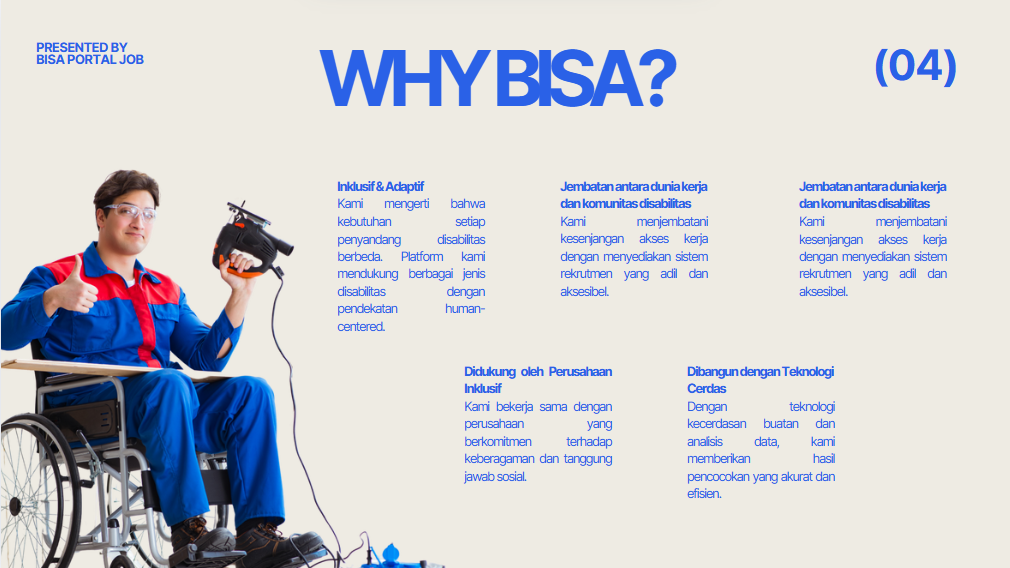 PRESENTED BY
BISA PORTAL JOB
WHY BISA?
(04)
Inklusif & Adaptif
Kami mengerti bahwa
kebutuhan setiap
penyandang disabilitas
berbeda. Platform kami
mendukung berbagai jenis
disabilitas dengan
pendekatan human-
centered.
Jembatan antara dunia kerja
dan komunitas disabilitas
Kami menjembatani
kesenjangan akses kerja
dengan menyediakan sistem
rekrutmen yang adil dan
aksesibel.
Jembatan antara dunia kerja
dan komunitas disabilitas
Kami menjembatani
kesenjangan akses kerja
dengan menyediakan sistem
rekrutmen yang adil dan
aksesibel.
Didukung oleh Perusahaan
Inklusif
Kami bekerja sama dengan
perusahaan yang
berkomitmen terhadap
keberagaman dan tanggung
jawab sosial.
Dibangun dengan Teknologi
Cerdas
Dengan teknologi
kecerdasan buatan dan
analisis data, kami
memberikan hasil
pencocokan yang akurat dan
efisien.